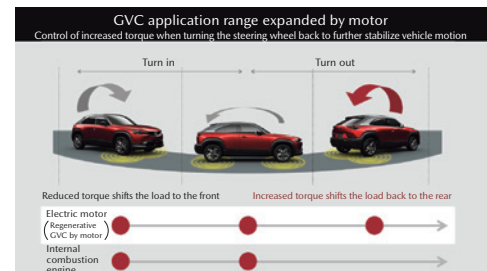 GVC application range expanded by motor
Control of increased torque when turning the steering wheel back to further stabilize vehicle motion
Turn in
Turn out
Reduced torque shifts the load to the front
Increased torque shifts the load back to the rear
Electric motor
(Regenerative
GVC by motor)
Internal
combustion
engine